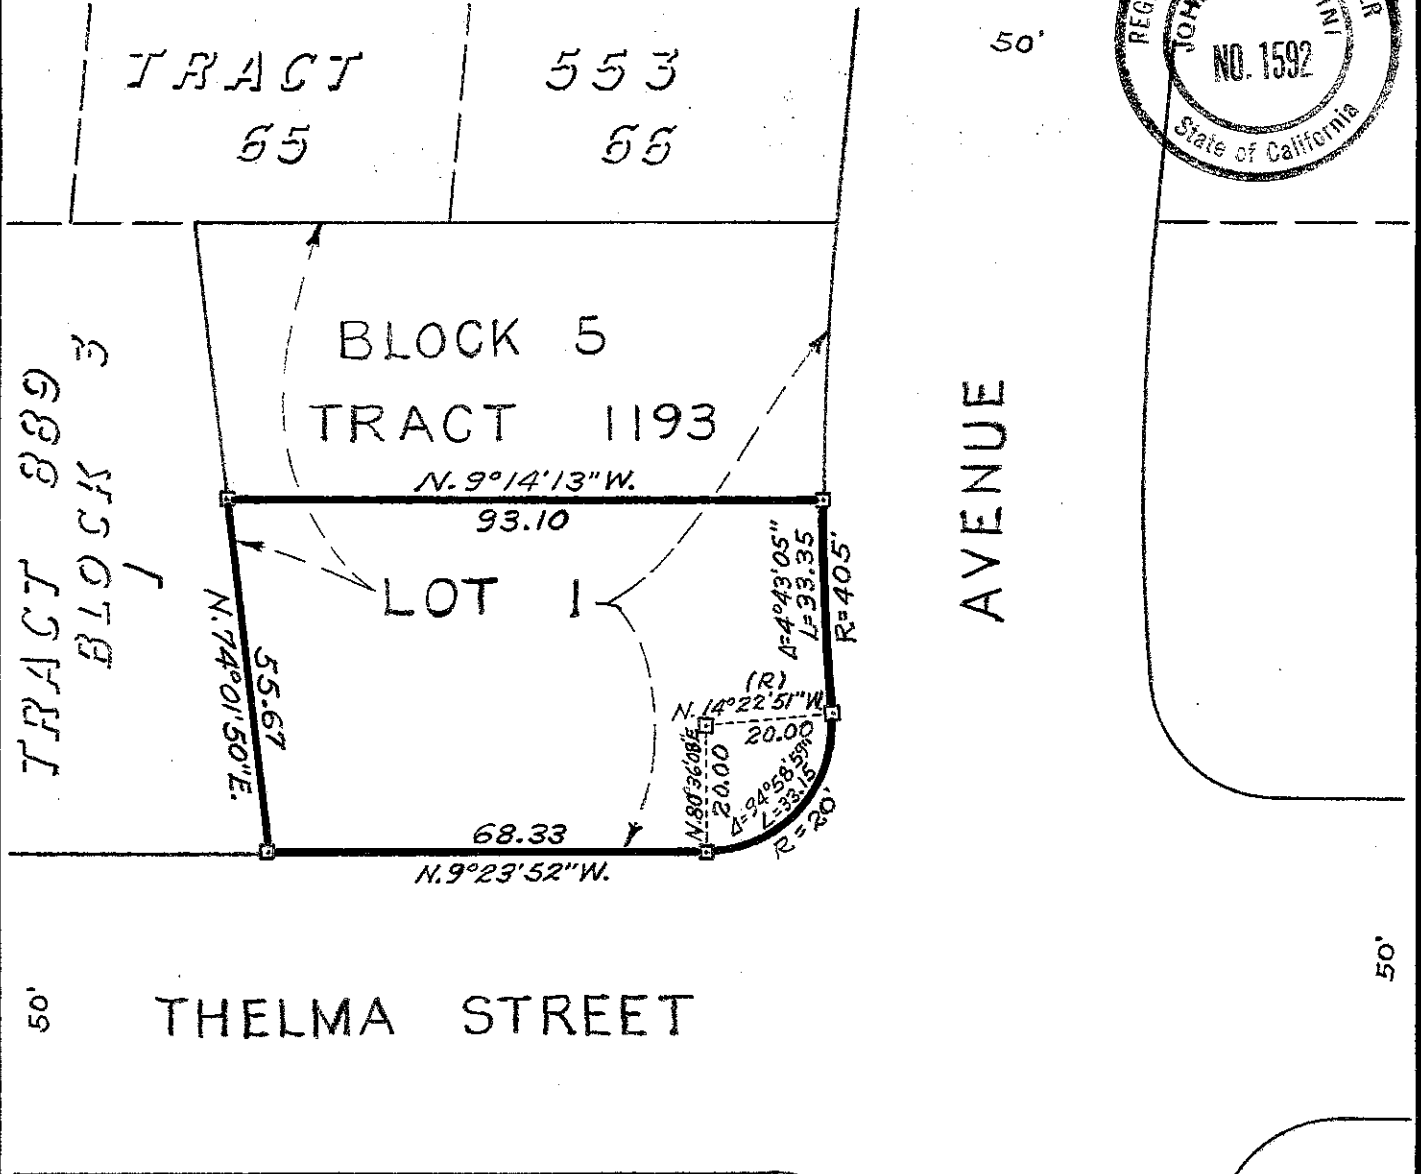 TRACT 553
65 66
50'
NO. 1592
State of California
BLOCK 5
TRACT 1193
TRACT 889
BLOCK 3
1
N. 9°14'13"W.
93.10
LOT 1
N. 74°01'50"E.
55.67
Δ=4°43'05"
L=33.35
R=405'
(R)
N. 14°22'51"W.
20.00
N.80°36'08"E.
20.00
Δ=94°58'59"
L=33.15
R=20'
68.33
N.9°23'52"W.
AVENUE
50'
THELMA STREET
50'